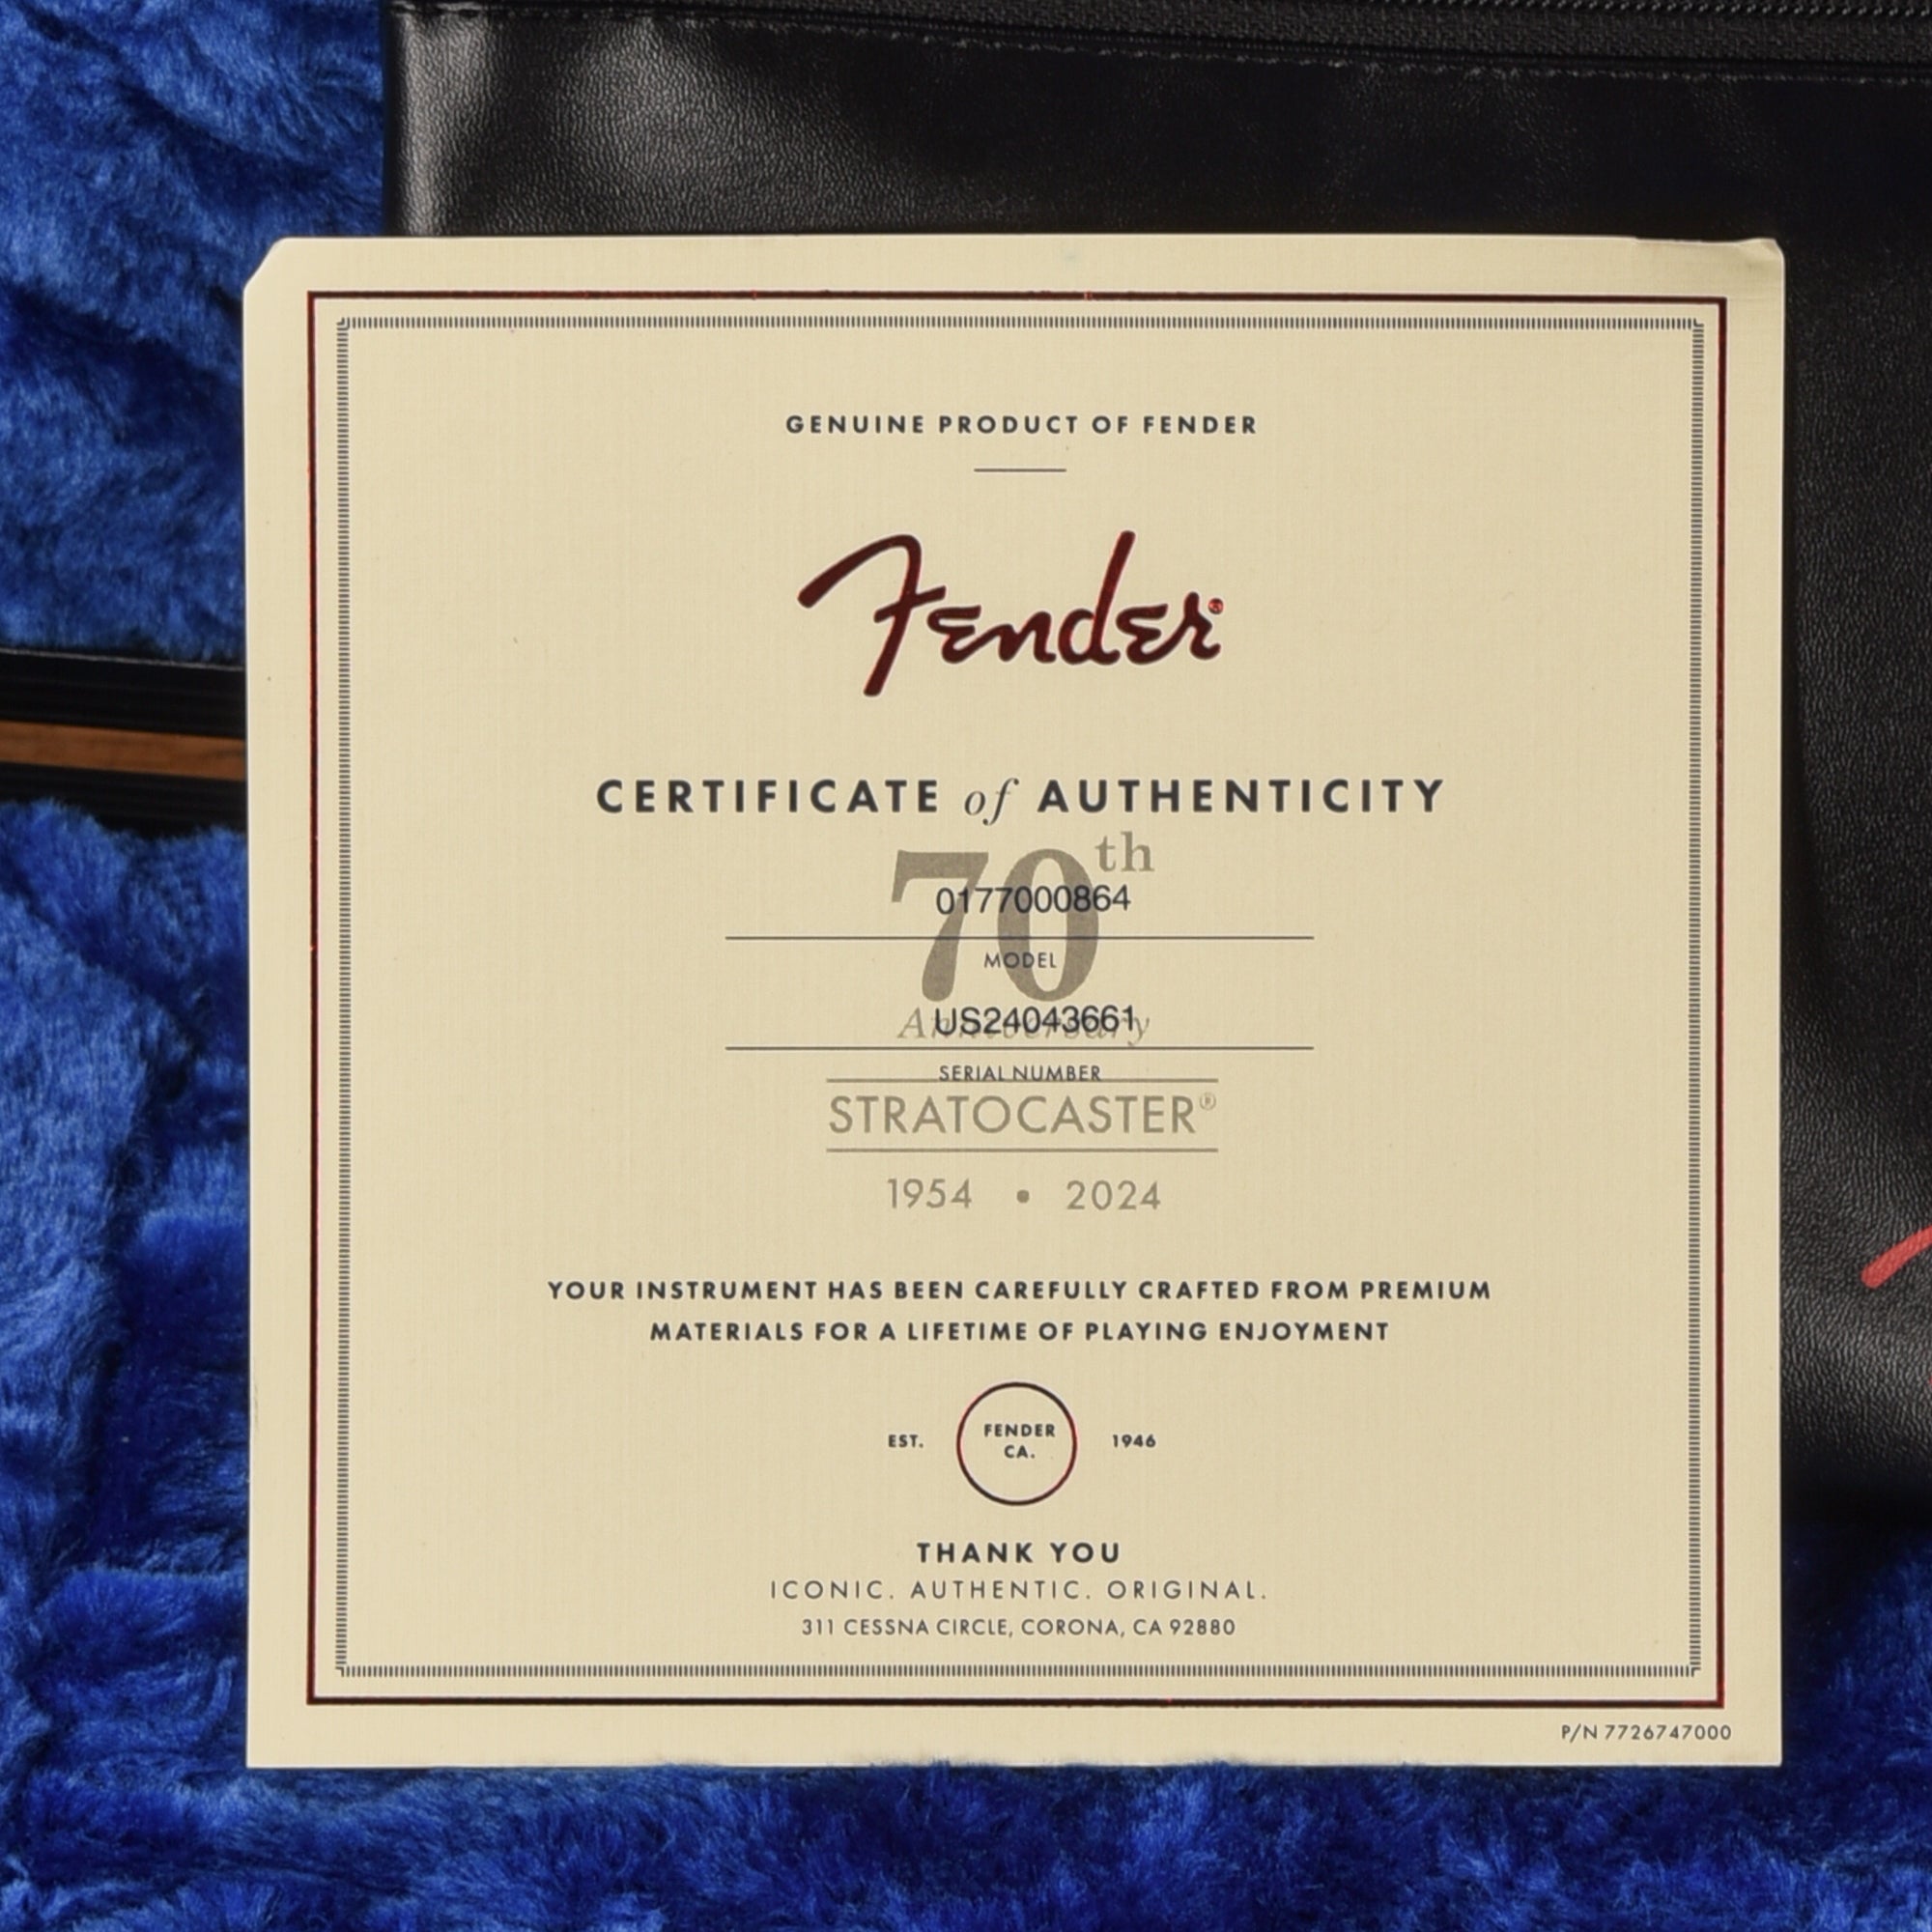 GENUINE PRODUCT OF FENDER
Fender®
CERTIFICATE of AUTHENTICITY
70th
0177000864
MODEL
Anniversary
US24043661
SERIAL NUMBER
STRATOCASTER®
1954 • 2024
YOUR INSTRUMENT HAS BEEN CAREFULLY CRAFTED FROM PREMIUM
MATERIALS FOR A LIFETIME OF PLAYING ENJOYMENT
EST. FENDER CA. 1946
THANK YOU
ICONIC. AUTHENTIC. ORIGINAL.
311 CESSNA CIRCLE, CORONA, CA 92880
P/N 7726747000